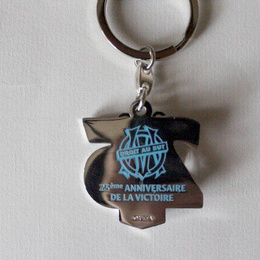 DROIT AU BUT
25ème ANNIVERSAIRE
DE LA VICTOIRE